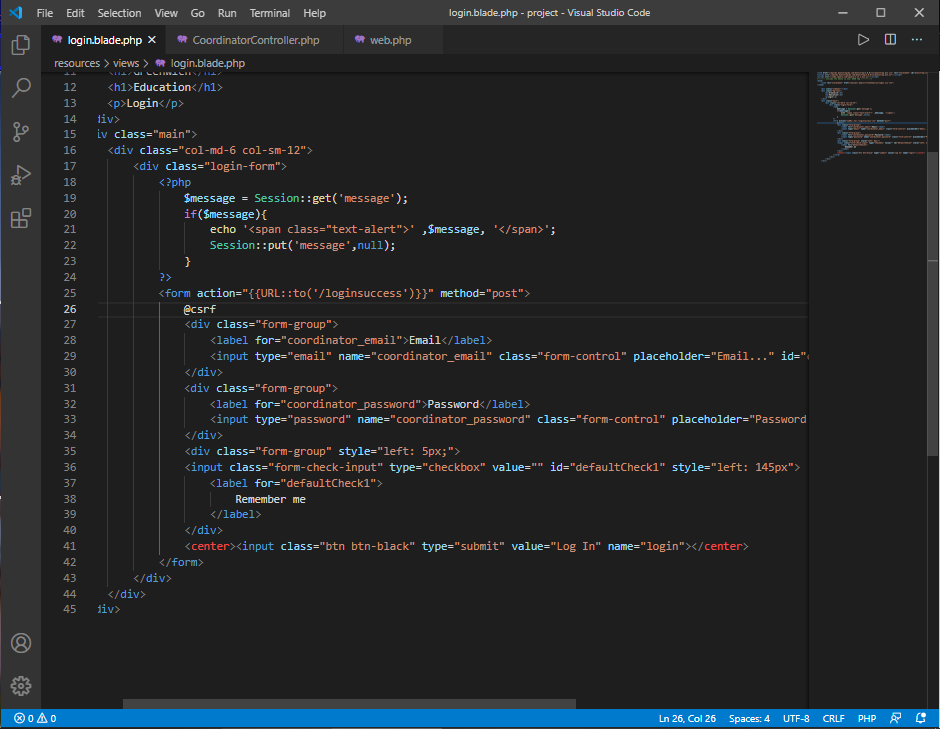 File Edit Selection View Go Run Terminal Help login.blade.php - project - Visual Studio Code
login.blade.php CoordinatorController.php web.php
resources > views > login.blade.php
11 <h1>Greenwich</h1>
12 <h1>Education</h1>
13 <p>Login</p>
14 div>
15 iv class="main">
16 <div class="col-md-6 col-sm-12">
17 <div class="login-form">
18 <?php
19 $message = Session::get('message');
20 if($message){
21 echo '<span class="text-alert">' ,$message, '</span>';
22 Session::put('message',null);
23 }
24 ?>
25 <form action="{{URL::to('/loginsuccess')}}" method="post">
26 @csrf
27 <div class="form-group">
28 <label for="coordinator_email">Email</label>
29 <input type="email" name="coordinator_email" class="form-control" placeholder="Email..." id="
30 </div>
31 <div class="form-group">
32 <label for="coordinator_password">Password</label>
33 <input type="password" name="coordinator_password" class="form-control" placeholder="Password
34 </div>
35 <div class="form-group" style="left: 5px;">
36 <input class="form-check-input" type="checkbox" value="" id="defaultCheck1" style="left: 145px">
37 <label for="defaultCheck1">
38 Remember me
39 </label>
40 </div>
41 <center><input class="btn btn-black" type="submit" value="Log In" name="login"></center>
42 </form>
43 </div>
44 </div>
45 div>
0 0 Ln 26, Col 26 Spaces: 4 UTF-8 CRLF PHP